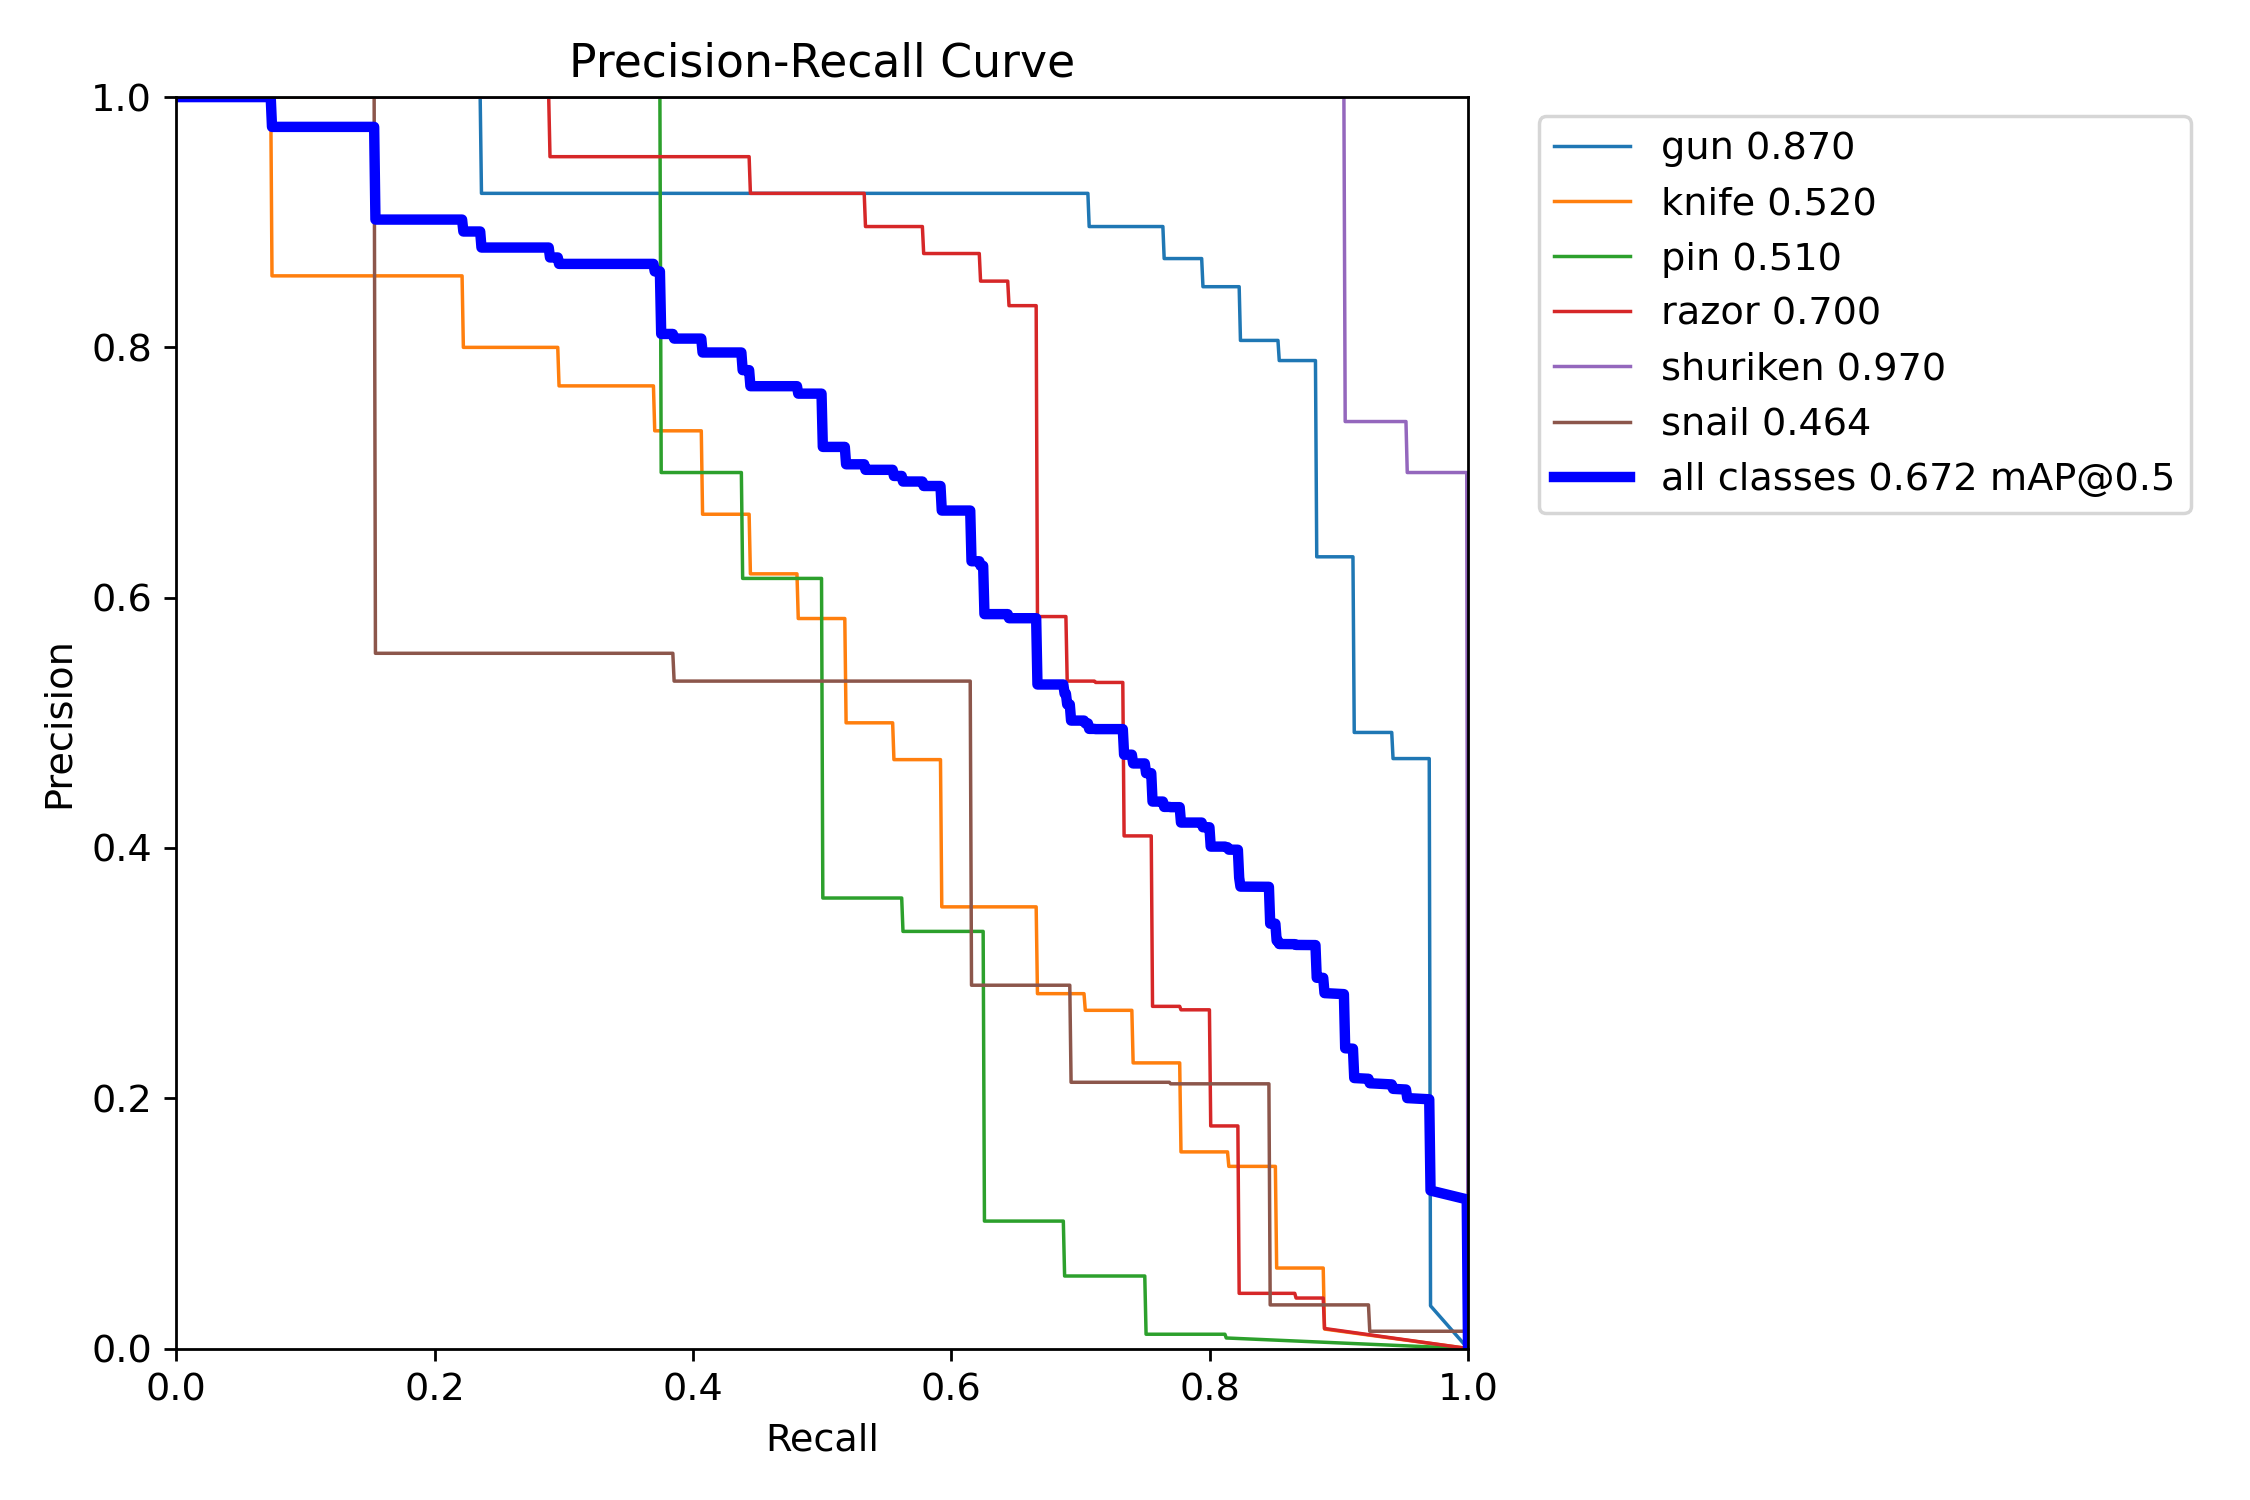 Precision-Recall Curve
1.0
0.8
0.6
0.4
0.2
0.0
Precision
0.0 0.2 0.4 0.6 0.8 1.0
Recall
gun 0.870
knife 0.520
pin 0.510
razor 0.700
shuriken 0.970
snail 0.464
all classes 0.672 mAP@0.5